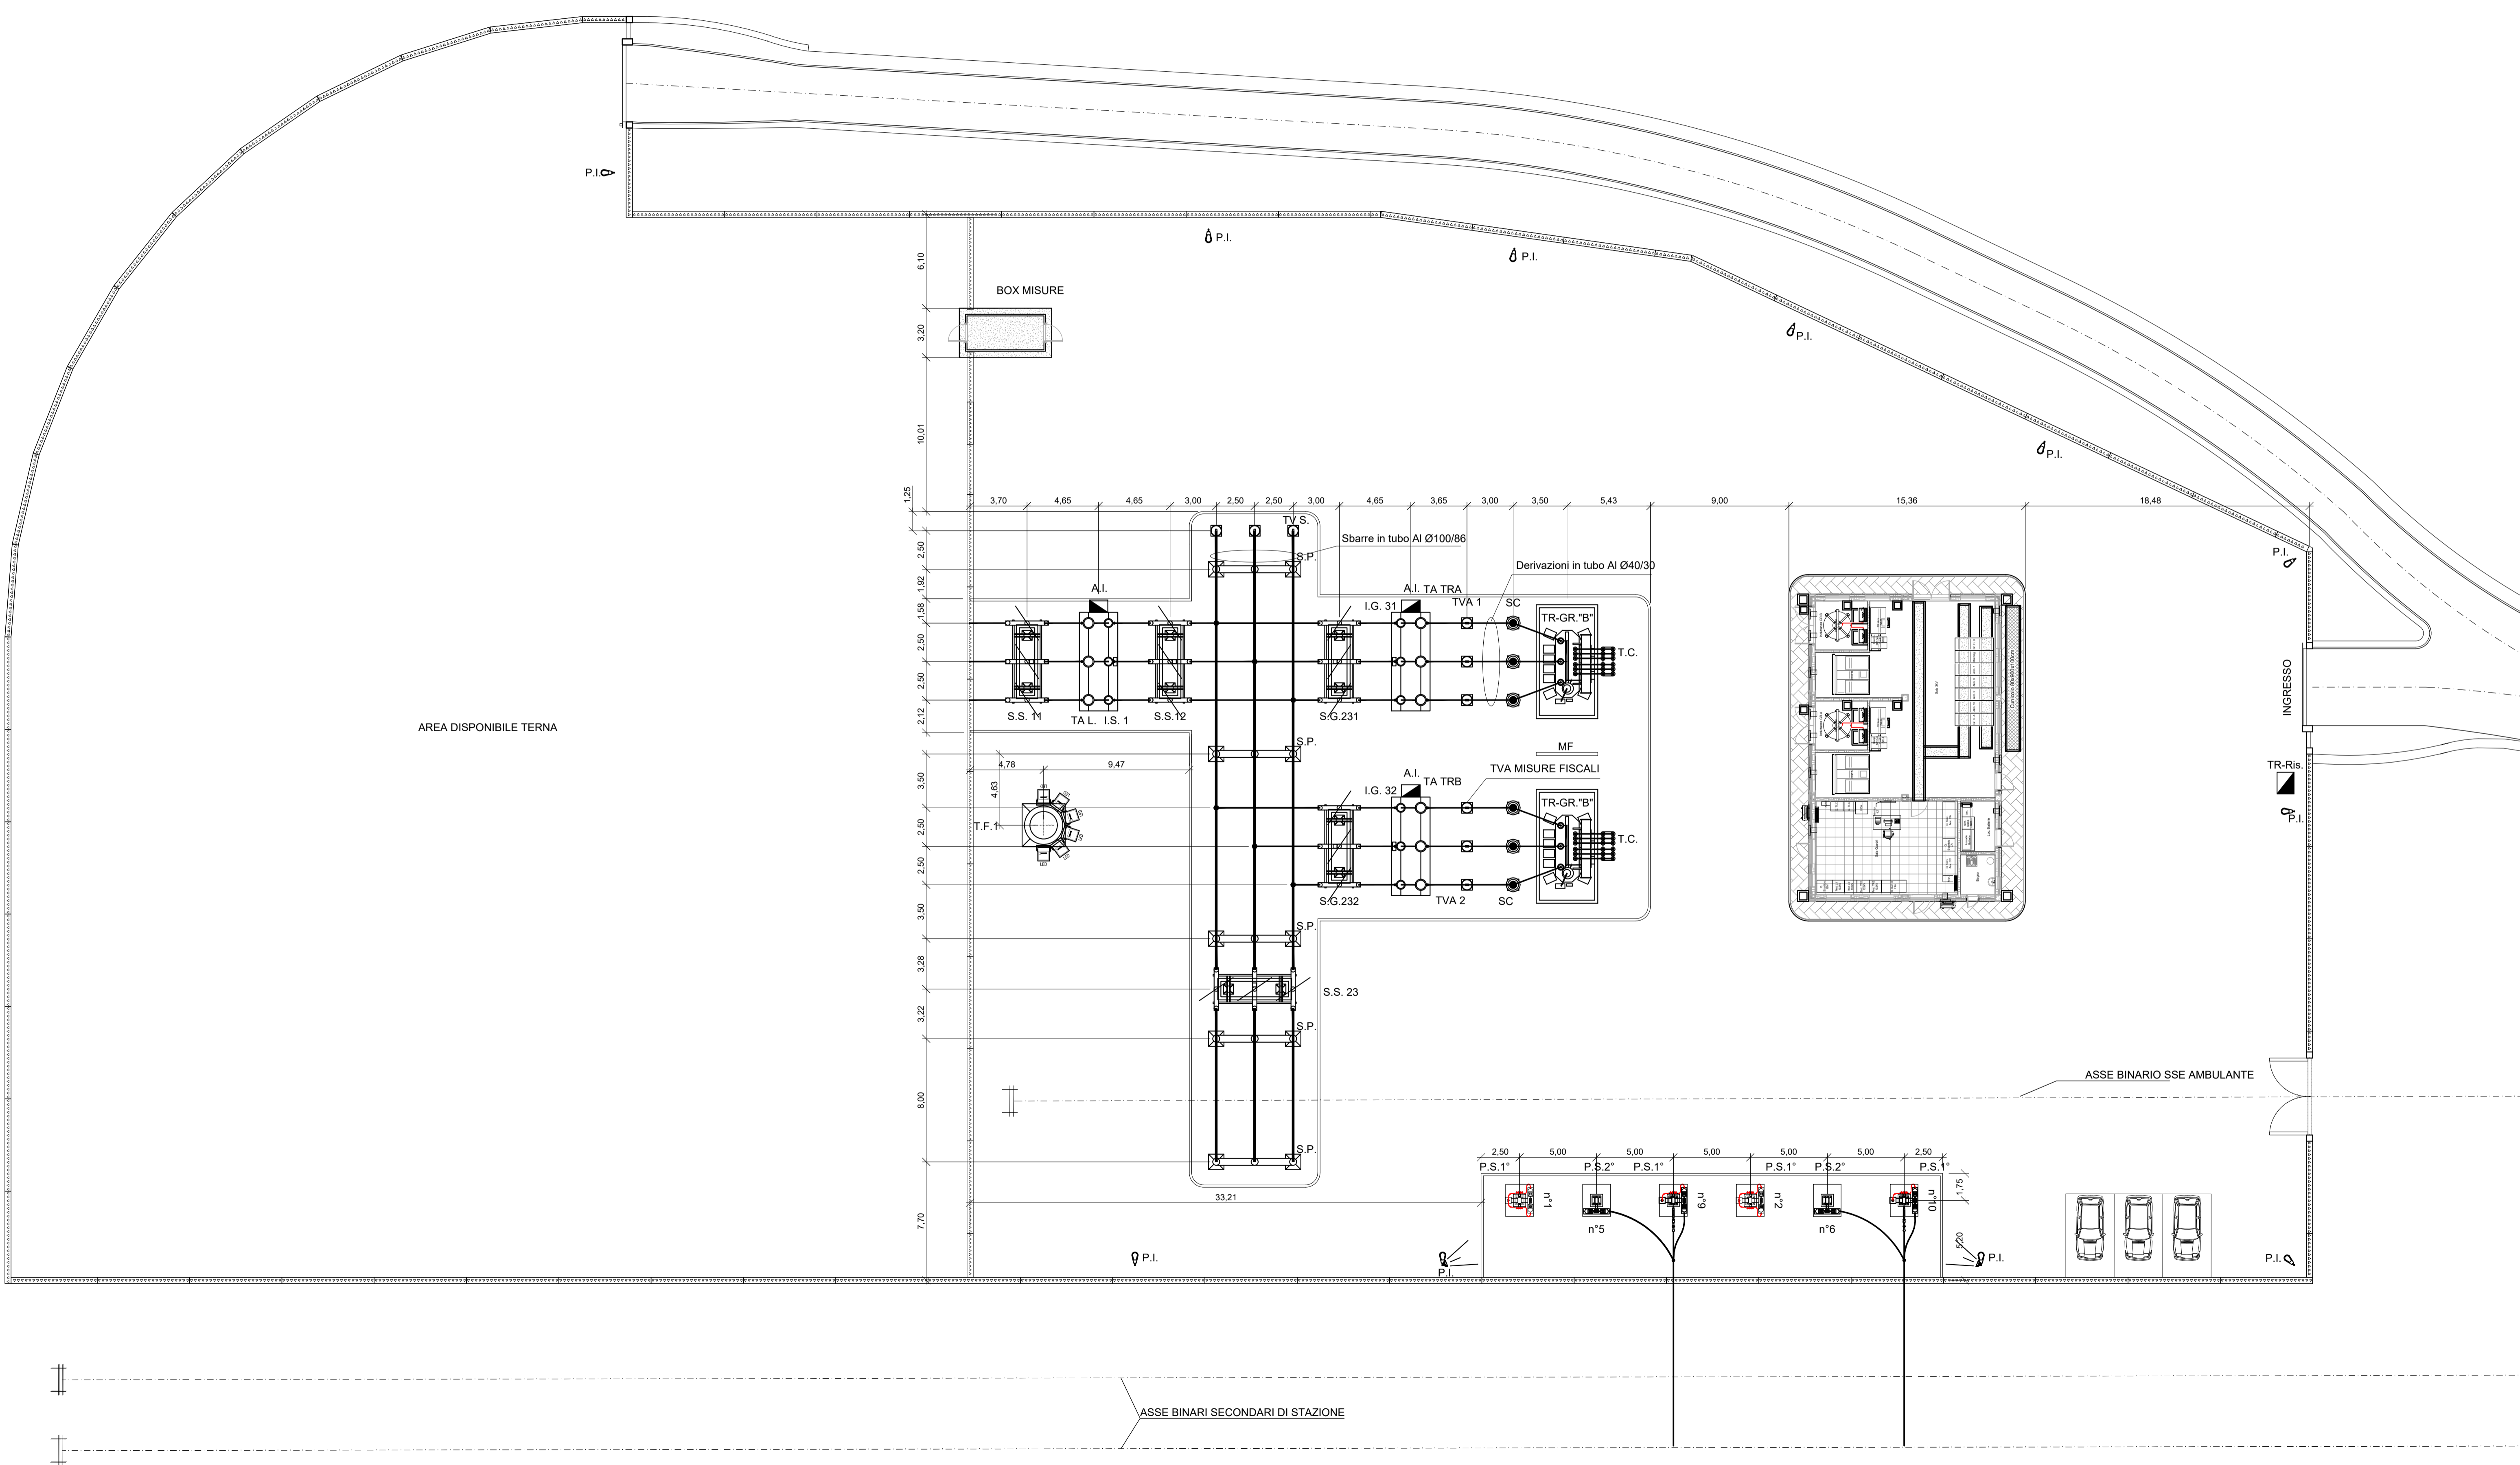 P.I.
P.I.
P.I.
P.I.
P.I.
P.I.
6,10
BOX MISURE
3,20
10,01
1,25
3,70
4,65
4,65
3,00
2,50
2,50
3,00
4,65
3,65
3,00
3,50
5,43
9,00
15,36
18,48
TV S.
Sbarre in tubo Al Ø100/86
S.P.
Derivazioni in tubo Al Ø40/30
2,50
1,92
1,58
2,50
2,50
2,12
A.I.
A.I.
TA TRA
I.G. 31
TVA 1
SC
TR-GR."B"
T.C.
S.S. 11
TA L.
I.S. 1
S.S.12
S.G.231
AREA DISPONIBILE TERNA
S.P.
MF
TVA MISURE FISCALI
4,78
9,47
4,63
T.F.1
A.I.
TA TRB
I.G. 32
TR-GR."B"
T.C.
3,50
2,50
2,50
3,50
S.G.232
TVA 2
SC
S.P.
3,28
S.S. 23
3,22
S.P.
8,00
S.P.
7,70
33,21
Cunicolo 80x900x100cm
INGRESSO
TR-Ris.
P.I.
ASSE BINARIO SSE AMBULANTE
2,50
5,00
5,00
5,00
5,00
5,00
2,50
P.S.1°
P.S.2°
P.S.1°
P.S.1°
P.S.2°
P.S.1°
1,75
5,20
n°1
n°5
n°9
n°2
n°6
n°10
P.I.
P.I.
P.I.
P.I.
ASSE BINARI SECONDARI DI STAZIONE